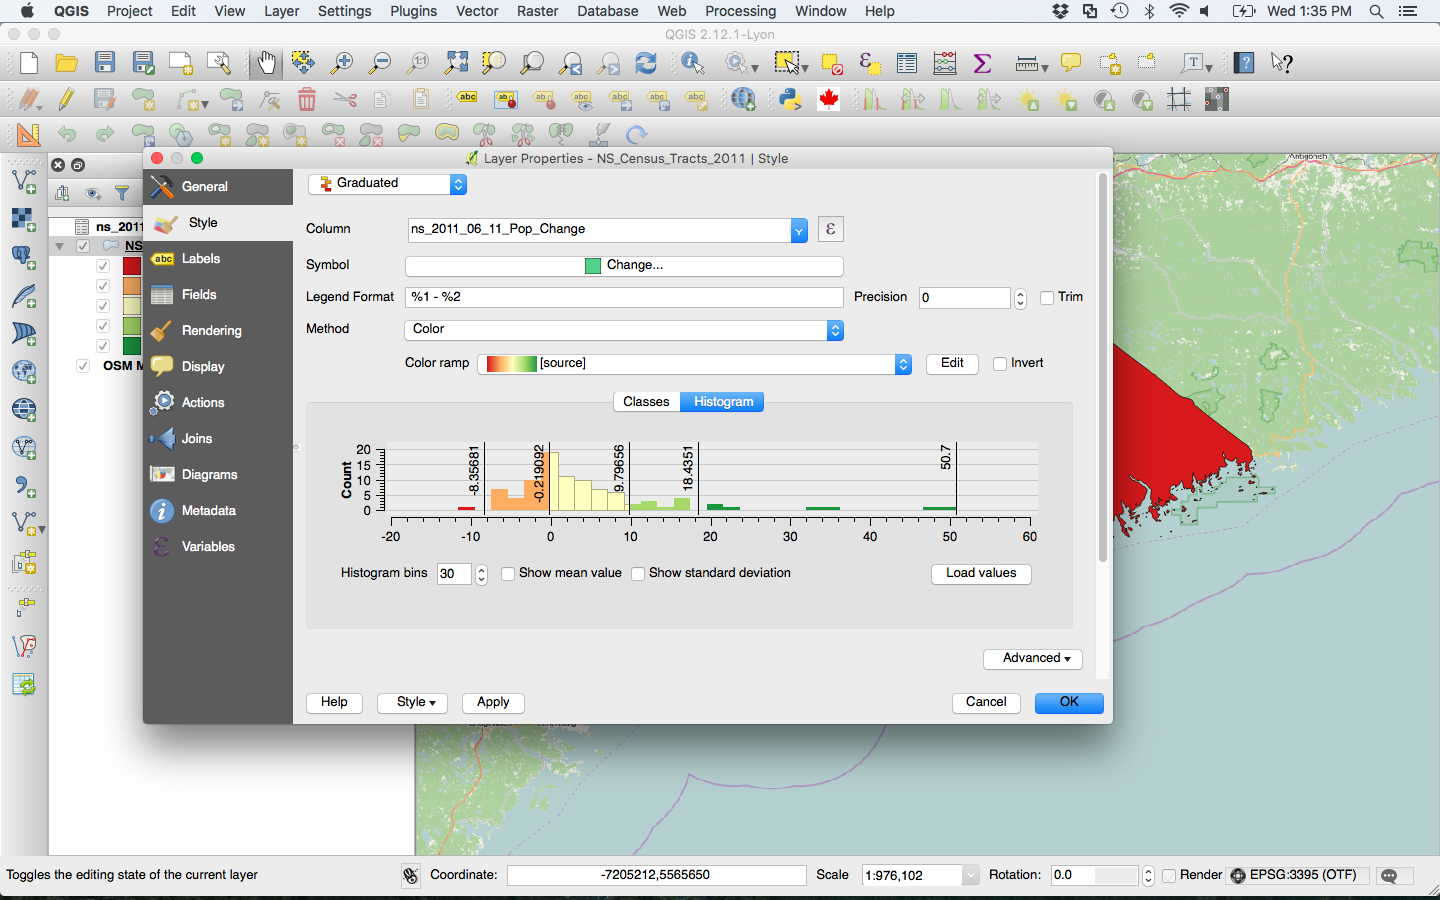 QGIS Project Edit View Layer Settings Plugins Vector Raster Database Web Processing Window Help Wed 1:35 PM
QGIS 2.12.1-Lyon
Layer Properties - NS_Census_Tracts_2011 | Style
Antigonish
General
Graduated
Style
ns_2011
Column ns_2011_06_11_Pop_Change ε
NS
Labels
Symbol Change...
Fields
Legend Format %1 - %2 Precision 0 Trim
Rendering
Method Color
OSM M
Display
Color ramp [source] Edit Invert
Actions
Classes Histogram
Joins
Diagrams
Metadata
Variables
Count
20
15
10
5
0
-8.35681
-0.219092
9.79656
18.4351
50.7
-20 -10 0 10 20 30 40 50 60
Histogram bins 30 Show mean value Show standard deviation Load values
Advanced
Help Style Apply Cancel OK
Toggles the editing state of the current layer Coordinate: -7205212,5565650 Scale 1:976,102 Rotation: 0.0 Render EPSG:3395 (OTF)